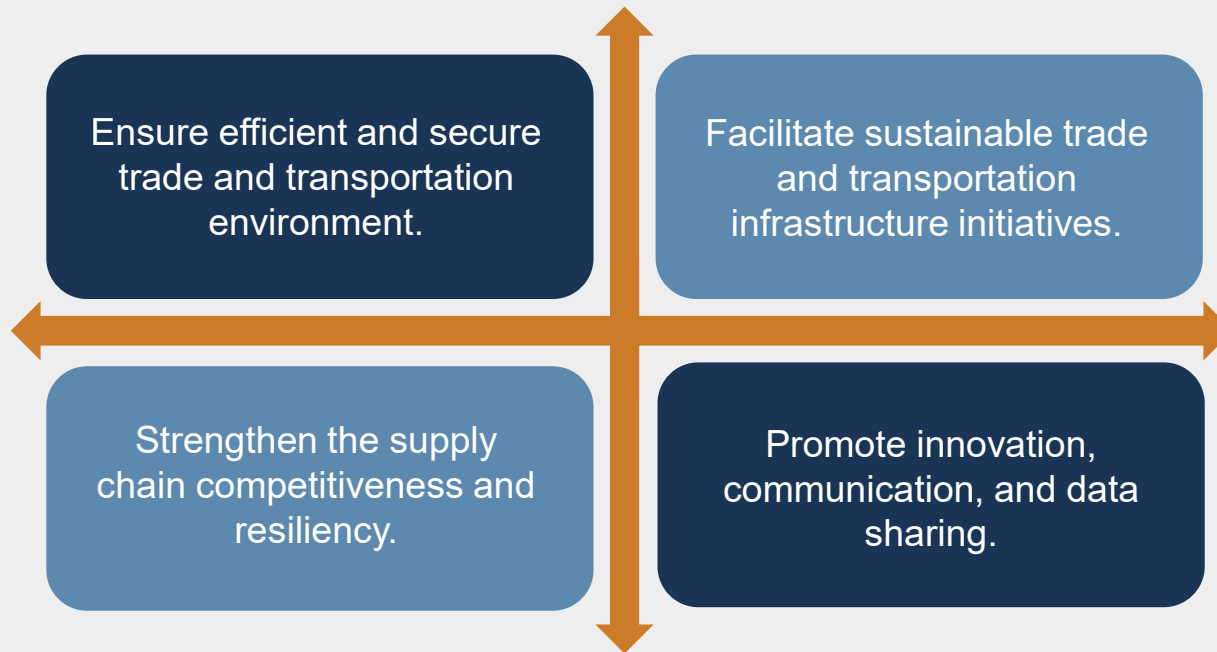 Ensure efficient and secure
trade and transportation
environment.
Facilitate sustainable trade
and transportation
infrastructure initiatives.
Strengthen the supply
chain competitiveness and
resiliency.
Promote innovation,
communication, and data
sharing.